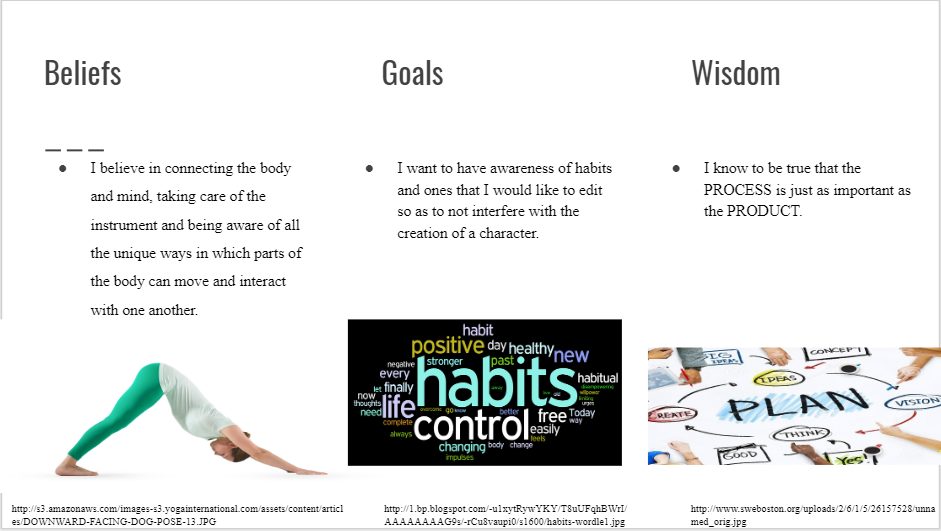 Beliefs
Goals
Wisdom
● I believe in connecting the body
and mind, taking care of the
instrument and being aware of all
the unique ways in which parts of
the body can move and interact
with one another.
● I want to have awareness of habits
and ones that I would like to edit
so as to not interfere with the
creation of a character.
● I know to be true that the
PROCESS is just as important as
the PRODUCT.
habit
positive day healthy new
negative stronger past
every habits habitual
let finally
now life free Today
thoughts
need
overcome go know better way
complete control easily
always feels
changing body change
impulses
BIG IDEAS
CONCEPT
IDEAS
CREATE PLAN VISION
THINK
GOOD
Yes!
http://s3.amazonaws.com/images-s3.yogainternational.com/assets/content/articl
es/DOWNWARD-FACING-DOG-POSE-13.JPG
http://1.bp.blogspot.com/-u1xytRywYKY/T8uUFqhBWrI/
AAAAAAAAG9s/-rCu8vaupi0/s1600/habits-wordle1.jpg
http://www.sweboston.org/uploads/2/6/1/5/26157528/unna
med_orig.jpg